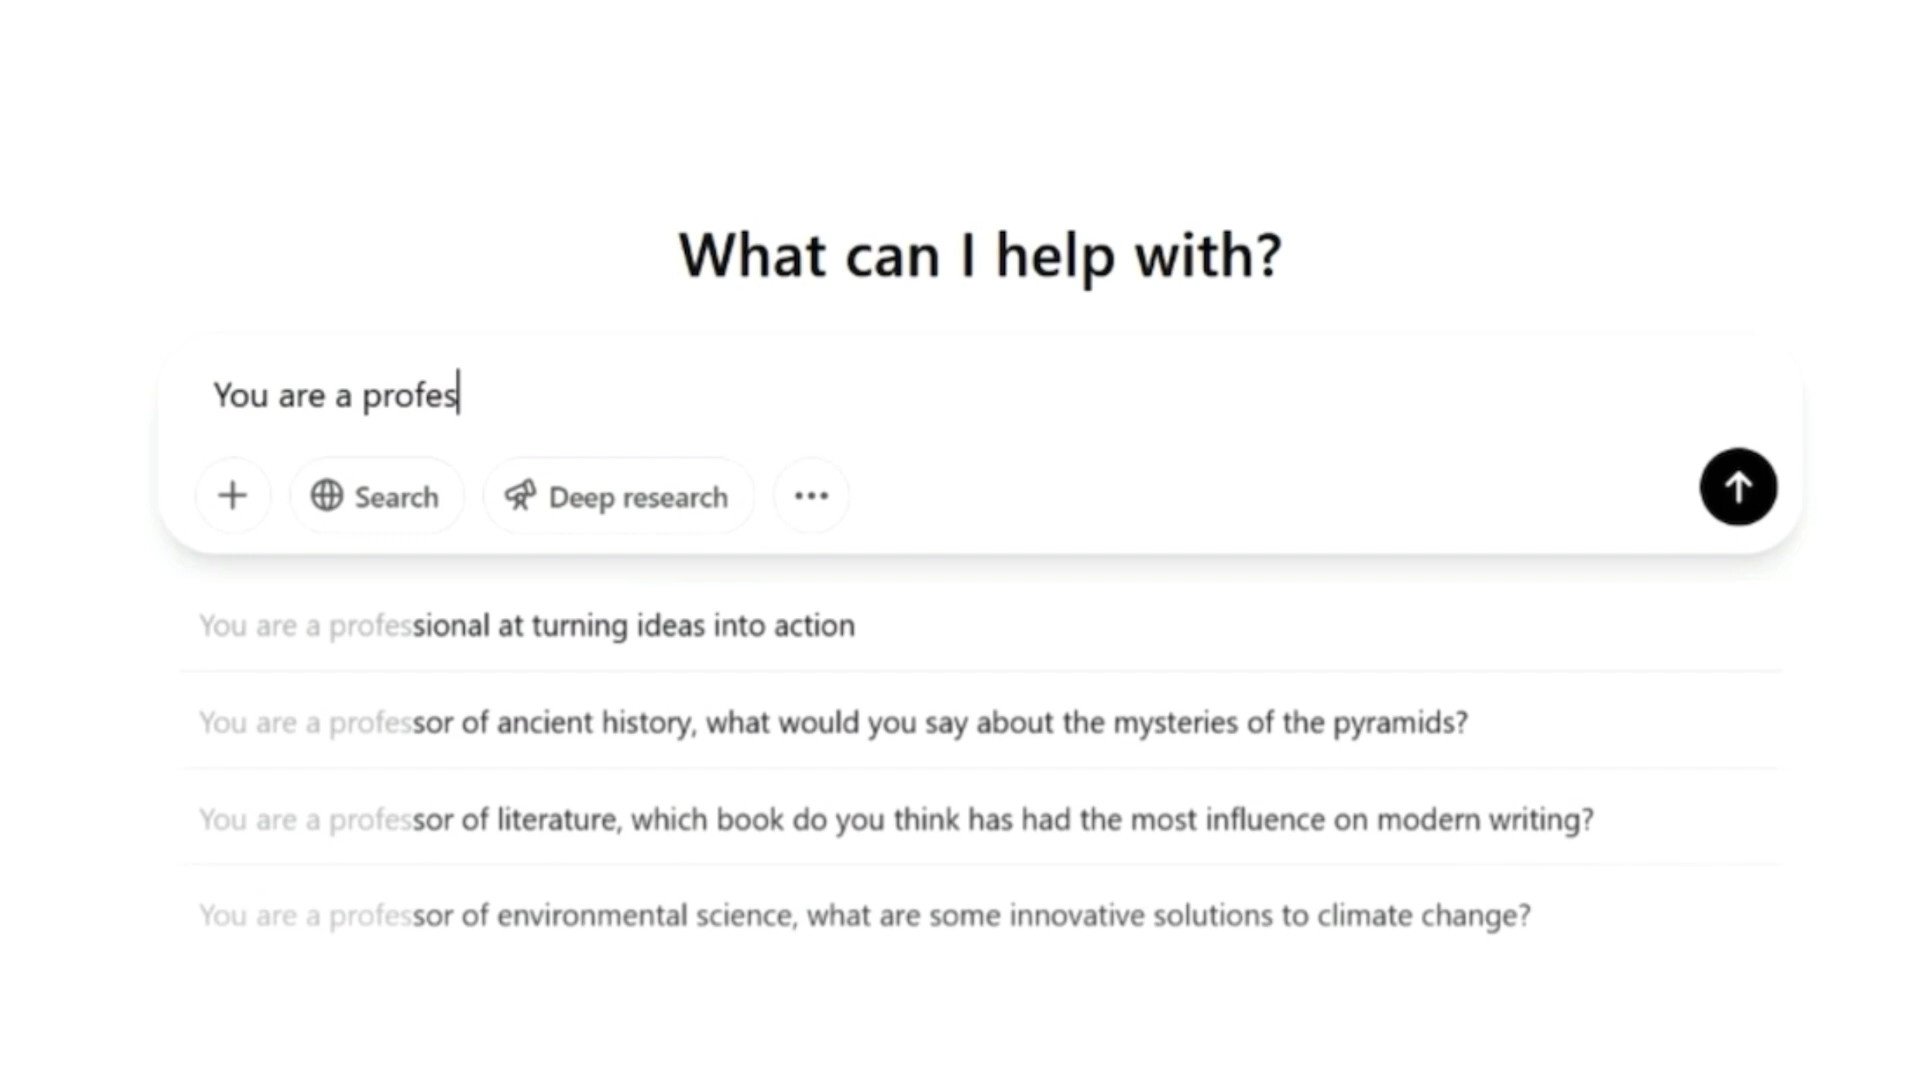 What can I help with?
You are a profes
Search
Deep research
You are a professional at turning ideas into action
You are a professor of ancient history, what would you say about the mysteries of the pyramids?
You are a professor of literature, which book do you think has had the most influence on modern writing?
You are a professor of environmental science, what are some innovative solutions to climate change?